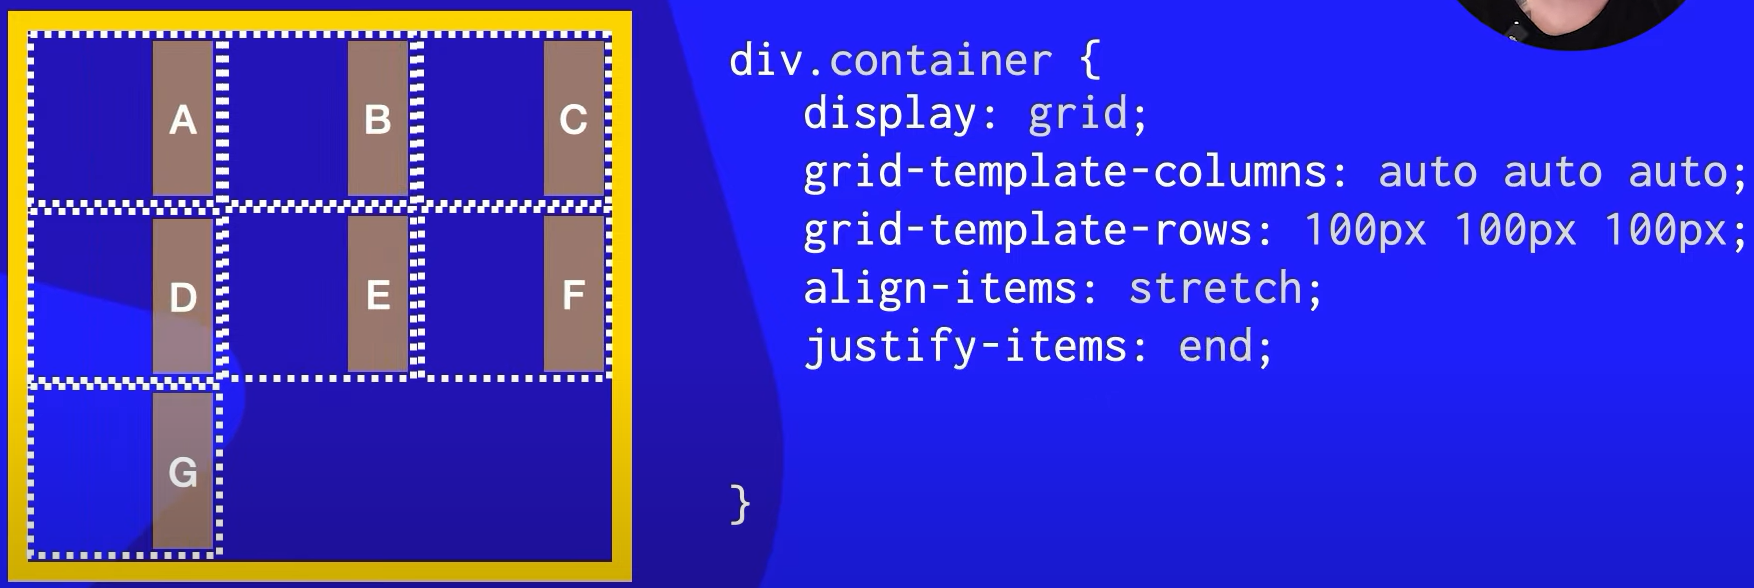 A B C
D E F
G
div.container {
display: grid;
grid-template-columns: auto auto auto;
grid-template-rows: 100px 100px 100px;
align-items: stretch;
justify-items: end;
}